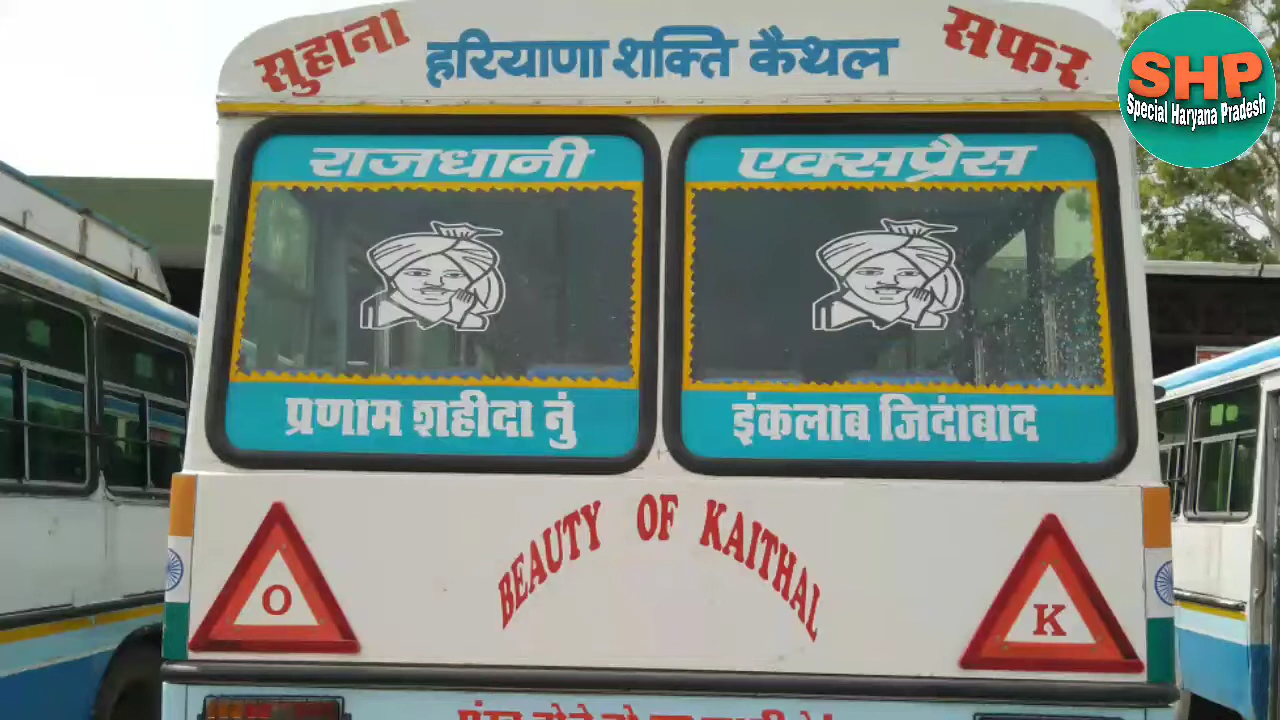 सुहाना हरियाणा शक्ति कैथल सफर
SHP
Special Haryana Pradesh
राजधानी एक्सप्रैस
प्रणाम शहीदा नुं इंकलाब जिदांबाद
BEAUTY OF KAITHAL
O K